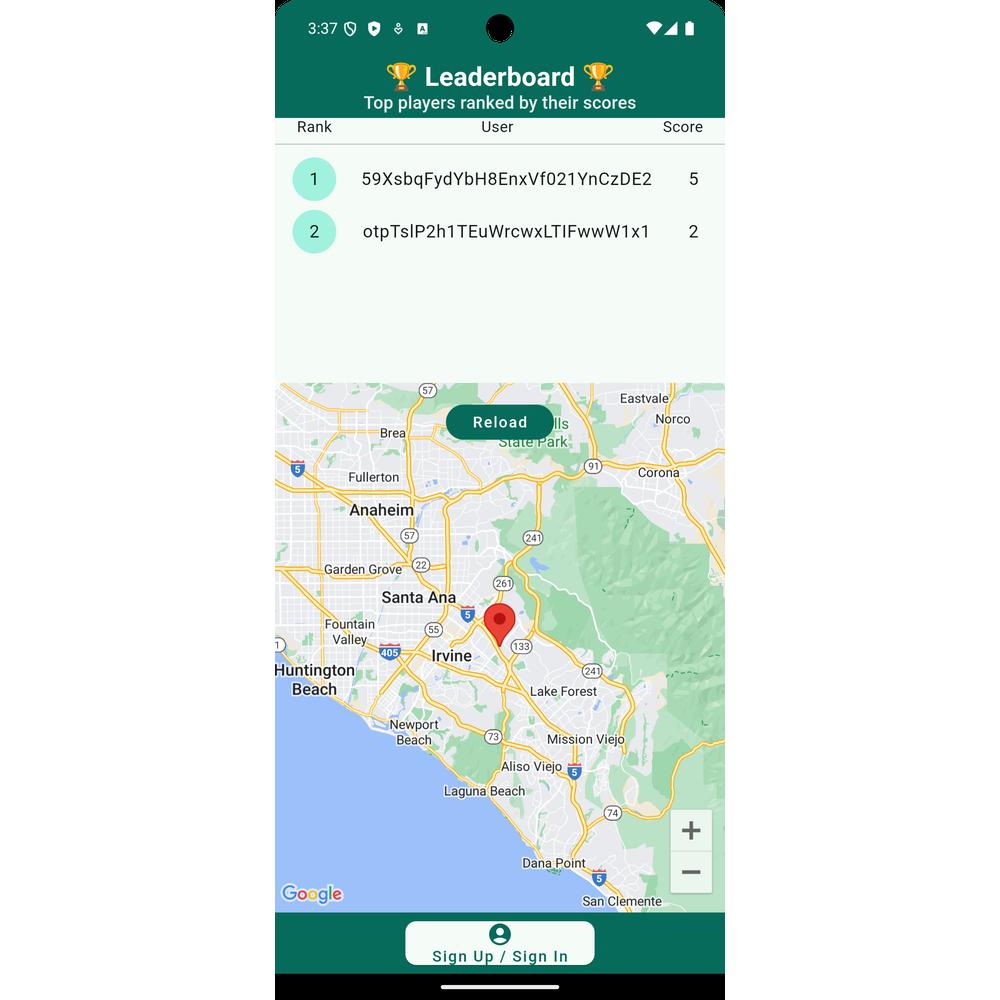 3:37
🏆 Leaderboard 🏆
Top players ranked by their scores
Rank User Score
1 59XsbqFydYbH8EnxVf021YnCzDE2 5
2 otpTslP2h1TEuWrcwxLTIFwwW1x1 2
57
Eastvale
Norco
Reload
lls
State Park
Brea
91
5
Corona
Fullerton
Anaheim
57
241
22
Garden Grove
261
Santa Ana
5
Fountain
Valley
55
1
405
Irvine
133
241
Huntington
Beach
Lake Forest
Newport
Beach
73
Mission Viejo
Aliso Viejo
5
Laguna Beach
74
+
Dana Point
−
5
Google
San Clemente
Sign Up / Sign In